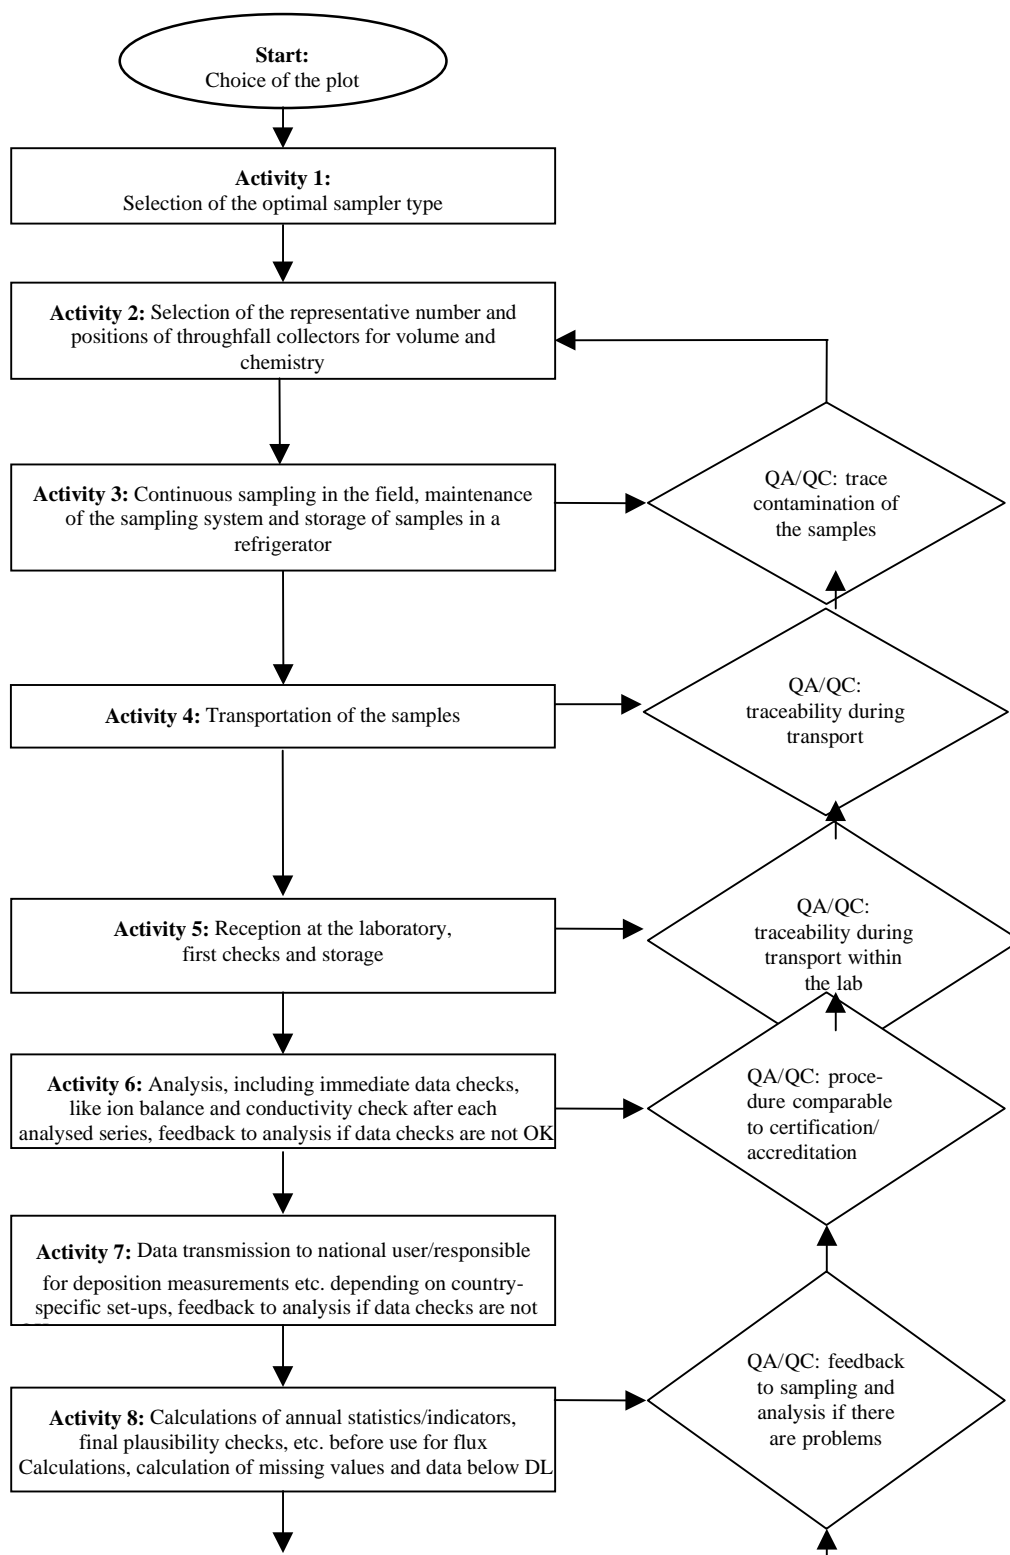 Start:
Choice of the plot
Activity 1:
Selection of the optimal sampler type
Activity 2: Selection of the representative number and
positions of throughfall collectors for volume and
chemistry
Activity 3: Continuous sampling in the field, maintenance
of the sampling system and storage of samples in a
refrigerator
QA/QC: trace
contamination of
the samples
Activity 4: Transportation of the samples
QA/QC:
traceability during
transport
Activity 5: Reception at the laboratory,
first checks and storage
QA/QC:
traceability during
transport within
the lab
Activity 6: Analysis, including immediate data checks,
like ion balance and conductivity check after each
analysed series, feedback to analysis if data checks are not OK
QA/QC: proce-
dure comparable
to certification/
accreditation
Activity 7: Data transmission to national user/responsible
for deposition measurements etc. depending on country-
specific set-ups, feedback to analysis if data checks are not
Activity 8: Calculations of annual statistics/indicators,
final plausibility checks, etc. before use for flux
Calculations, calculation of missing values and data below DL
QA/QC: feedback
to sampling and
analysis if there
are problems